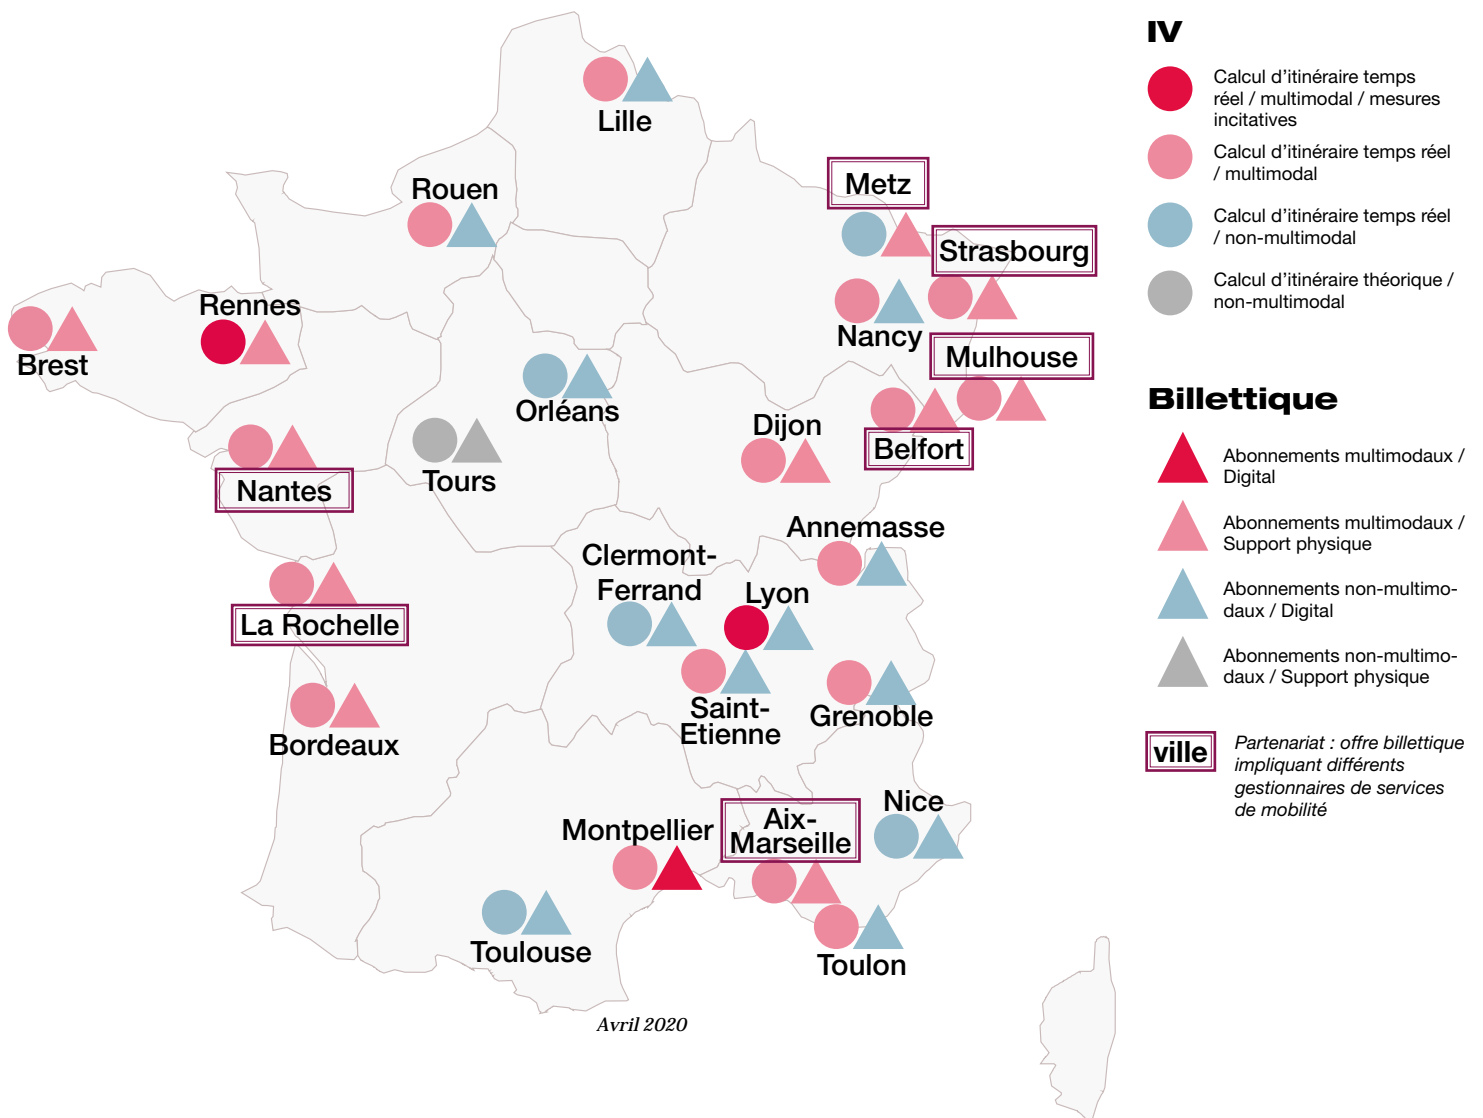 Lille
Rouen
Metz
Strasbourg
Nancy
Rennes
Brest
Mulhouse
Orléans
Dijon
Belfort
Tours
Nantes
Annemasse
Clermont-
Ferrand
Lyon
La Rochelle
Saint-
Etienne
Grenoble
Bordeaux
Nice
Montpellier
Aix-
Marseille
Toulouse
Toulon
Avril 2020
IV
Calcul d'itinéraire temps
réel / multimodal / mesures
incitatives
Calcul d'itinéraire temps réel
/ multimodal
Calcul d'itinéraire temps réel
/ non-multimodal
Calcul d'itinéraire théorique /
non-multimodal
Billettique
Abonnements multimodaux /
Digital
Abonnements multimodaux /
Support physique
Abonnements non-multimo-
daux / Digital
Abonnements non-multimo-
daux / Support physique
ville
Partenariat : offre billettique
impliquant différents
gestionnaires de services
de mobilité